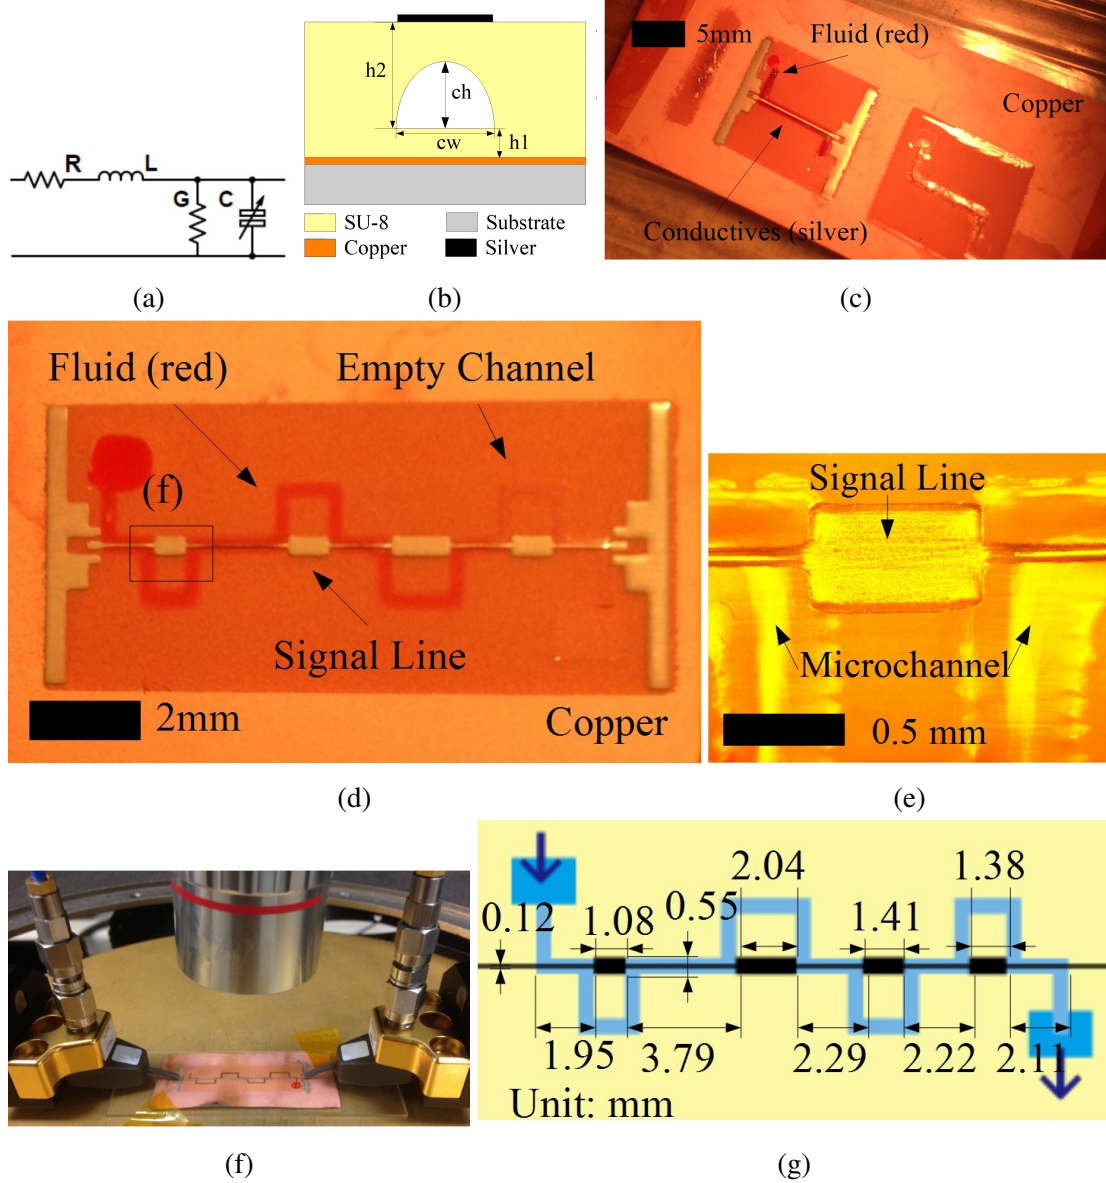 R
L
G
C
(a)
h2
ch
cw
h1
SU-8
Substrate
Copper
Silver
(b)
5mm
Fluid (red)
Copper
Conductives (silver)
(c)
Fluid (red)
Empty Channel
(f)
Signal Line
2mm
Copper
(d)
Signal Line
Microchannel
0.5 mm
(e)
(f)
2.04
1.38
0.12
1.08
0.55
1.41
1.95
3.79
2.29
2.22
2.11
Unit: mm
(g)